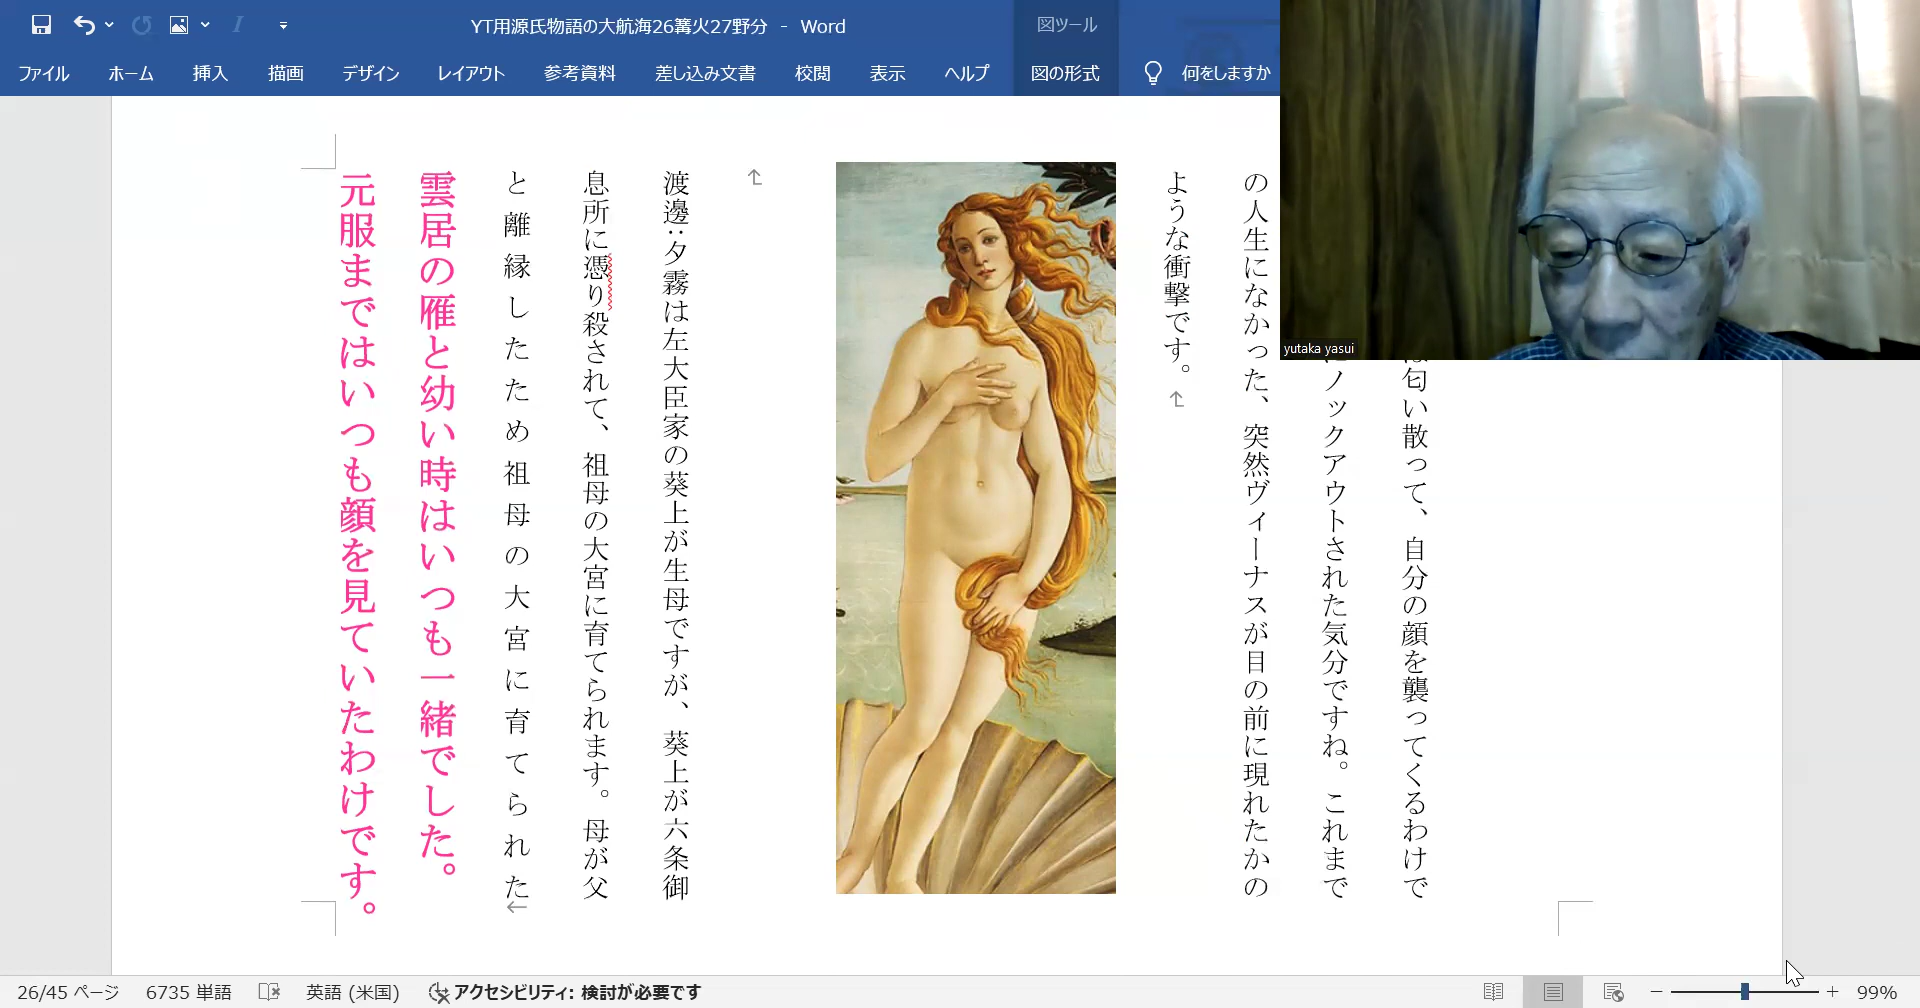 YT用源氏物語の大航海26篝火27野分 - Word
図ツール
ファイル
ホーム
挿入
描画
デザイン
レイアウト
参考資料
差し込み文書
校閲
表示
ヘルプ
図の形式
何をしますか
yutaka yasui
匂い散って、自分の顔を襲ってくるわけで
ノックアウトされた気分ですね。これまで
の人生になかった、突然ヴィーナスが目の前に現れたかの
ような衝撃です。
渡邊:夕霧は左大臣家の葵上が生母ですが、葵上が六条御
息所に憑り殺されて、祖母の大宮に育てられます。母が父
と離縁したため祖母の大宮に育てられた
雲居の雁と幼い時はいつも一緒でした。
元服まではいつも顔を見ていたわけです。
26/45 ページ
6735 単語
英語 (米国)
アクセシビリティ: 検討が必要です
99%